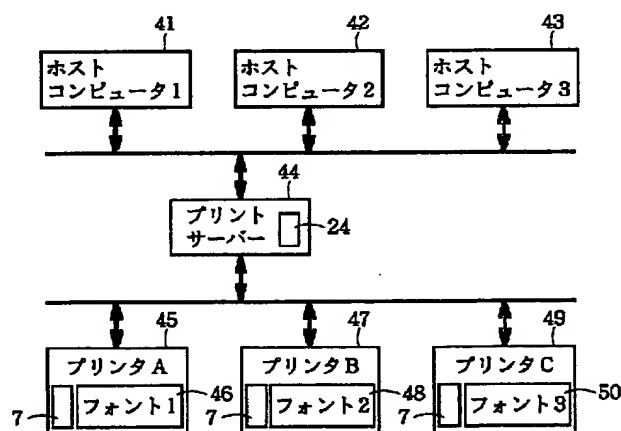 41
42
43
ホスト
コンピュータ1
ホスト
コンピュータ2
ホスト
コンピュータ3
44
プリント
サーバー
24
45
47
49
プリンタA
プリンタB
プリンタC
7
フォント1
46
7
フォント2
48
7
フォント3
50